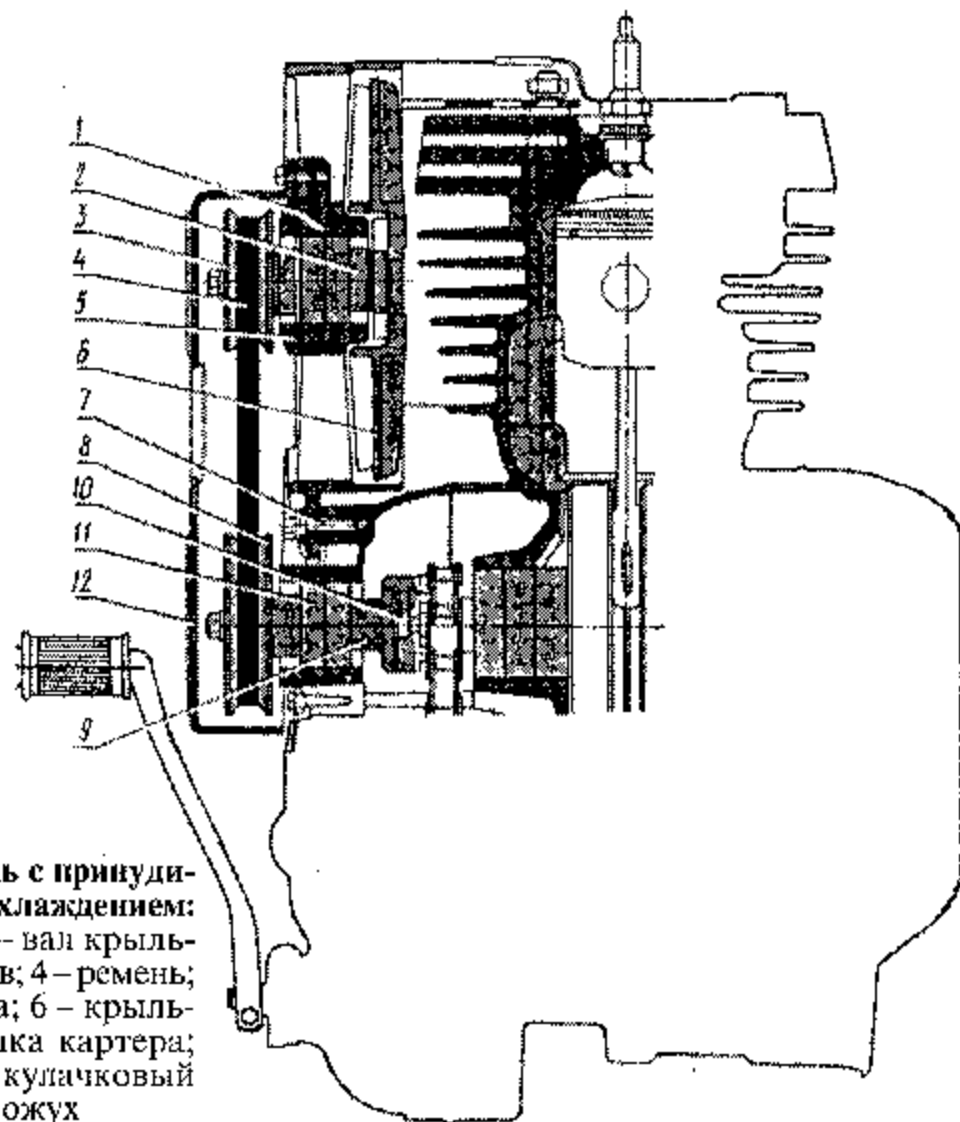 1
2
3
4
5
6
7
8
10
11
12
9
ь с принуди-
хлаждением:
– вал крыль-
в; 4 – ремень;
а; 6 – крыль-
шка картера;
кулачковый
ожух